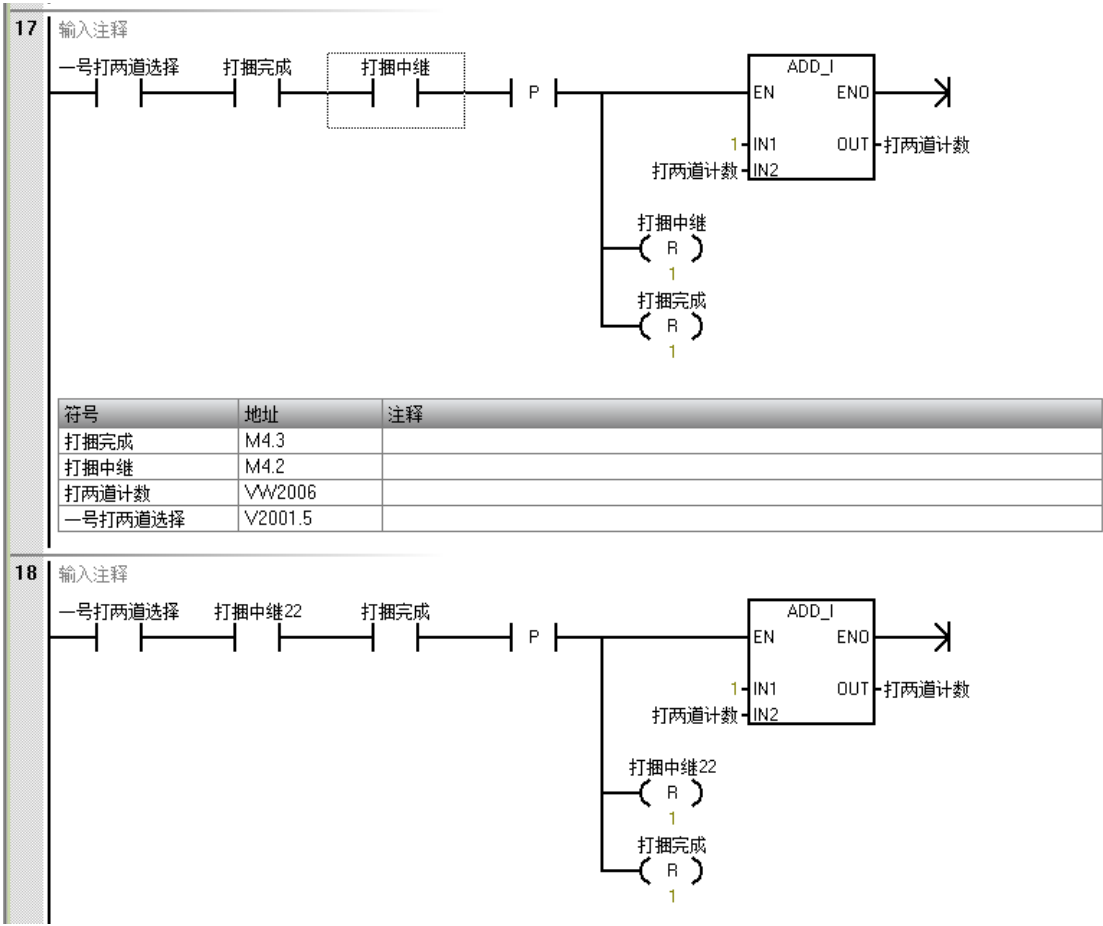 17 输入注释
一号打两道选择 打捆完成 打捆中继
P
ADD_I
EN ENO
1 IN1 OUT 打两道计数
打两道计数 IN2
打捆中继
R
1
打捆完成
R
1
符号 地址 注释
打捆完成 M4.3
打捆中继 M4.2
打两道计数 VW2006
一号打两道选择 V2001.5
18 输入注释
一号打两道选择 打捆中继22 打捆完成
P
ADD_I
EN ENO
1 IN1 OUT 打两道计数
打两道计数 IN2
打捆中继22
R
1
打捆完成
R
1